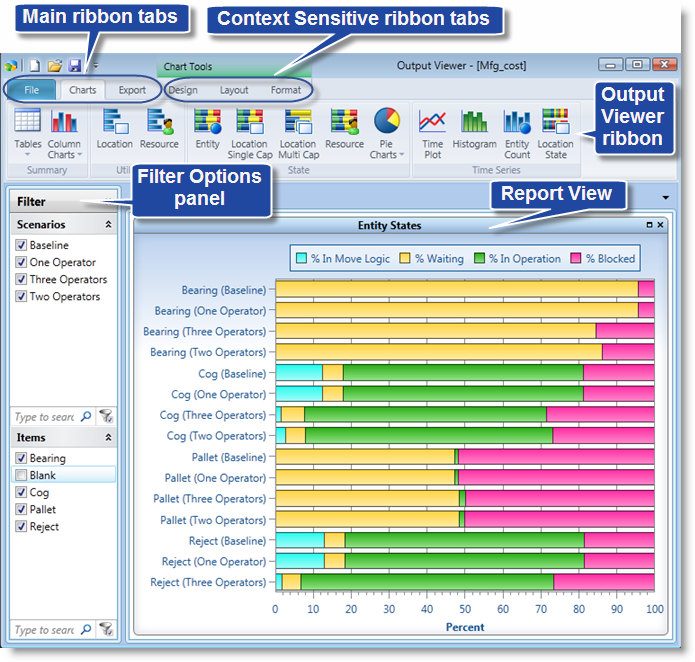 Main ribbon tabs
Context Sensitive ribbon tabs
Chart Tools
Output Viewer - [Mfg_cost]
File
Charts
Export
Design
Layout
Format
Output
Viewer
ribbon
Tables
Column
Charts
Location
Resource
Entity
Location
Single Cap
Location
Multi Cap
Resource
Pie
Charts
Time
Plot
Histogram
Entity
Count
Location
State
Summary
Uti
State
Time Series
Filter Options
panel
Report View
Filter
Scenarios
Baseline
One Operator
Three Operators
Two Operators
Type to searc
Items
Bearing
Blank
Cog
Pallet
Reject
Type to searc
Entity States
% In Move Logic
% Waiting
% In Operation
% Blocked
Bearing (Baseline)
Bearing (One Operator)
Bearing (Three Operators)
Bearing (Two Operators)
Cog (Baseline)
Cog (One Operator)
Cog (Three Operators)
Cog (Two Operators)
Pallet (Baseline)
Pallet (One Operator)
Pallet (Three Operators)
Pallet (Two Operators)
Reject (Baseline)
Reject (One Operator)
Reject (Three Operators)
0 10 20 30 40 50 60 70 80 90 100
Percent